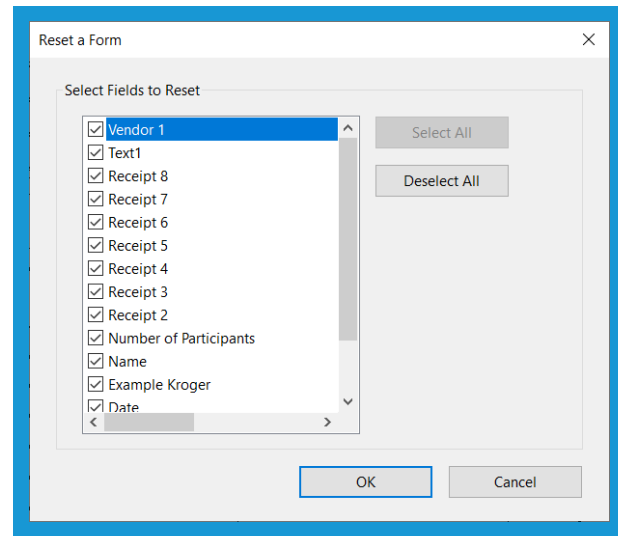 Reset a Form
Select Fields to Reset
Vendor 1
Text1
Receipt 8
Receipt 7
Receipt 6
Receipt 5
Receipt 4
Receipt 3
Receipt 2
Number of Participants
Name
Example Kroger
Date
Select All
Deselect All
OK
Cancel